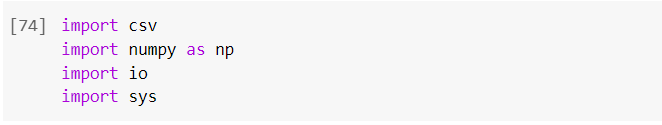 [74] import csv
import numpy as np
import io
import sys